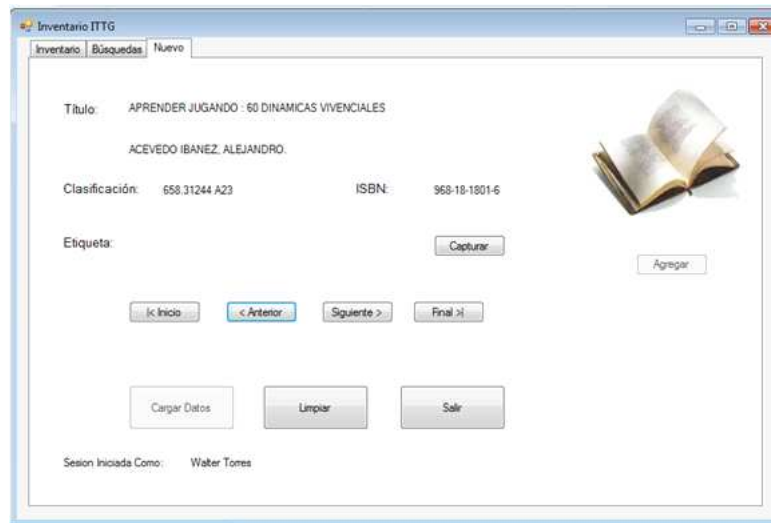 Inventario ITTG
Inventario Búsquedas Nuevo
Título: APRENDER JUGANDO : 60 DINAMICAS VIVENCIALES
ACEVEDO IBANEZ, ALEJANDRO.
Clasificación: 658.31244 A23 ISBN: 968-18-1801-6
Etiqueta: Capturar
Agregar
|< Inicio < Anterior Siguiente > Final >|
Cargar Datos Limpiar Salir
Sesion Iniciada Como: Walter Torres